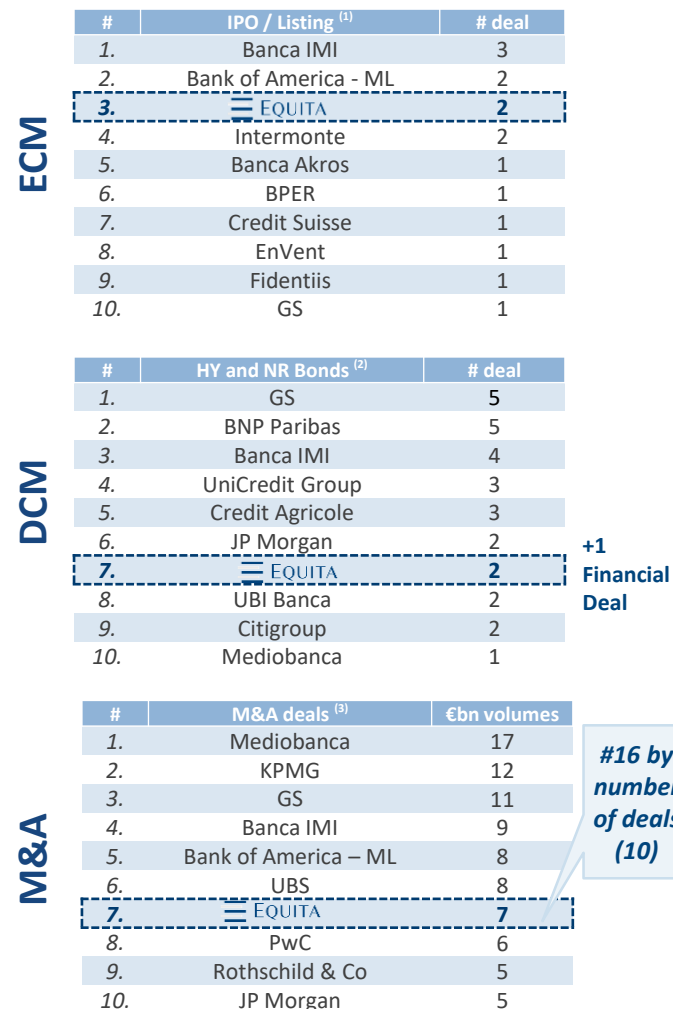 ECM
# IPO / Listing (1) # deal
1. Banca IMI 3
2. Bank of America - ML 2
3. EQUITA 2
4. Intermonte 2
5. Banca Akros 1
6. BPER 1
7. Credit Suisse 1
8. EnVent 1
9. Fidentiis 1
10. GS 1
DCM
# HY and NR Bonds (2) # deal
1. GS 5
2. BNP Paribas 5
3. Banca IMI 4
4. UniCredit Group 3
5. Credit Agricole 3
6. JP Morgan 2
7. EQUITA 2
8. UBI Banca 2
9. Citigroup 2
10. Mediobanca 1
+1
Financial
Deal
M&A
# M&A deals (3) €bn volumes
1. Mediobanca 17
2. KPMG 12
3. GS 11
4. Banca IMI 9
5. Bank of America – ML 8
6. UBS 8
7. EQUITA 7
8. PwC 6
9. Rothschild & Co 5
10. JP Morgan 5
#16 by
number
of deals
(10)